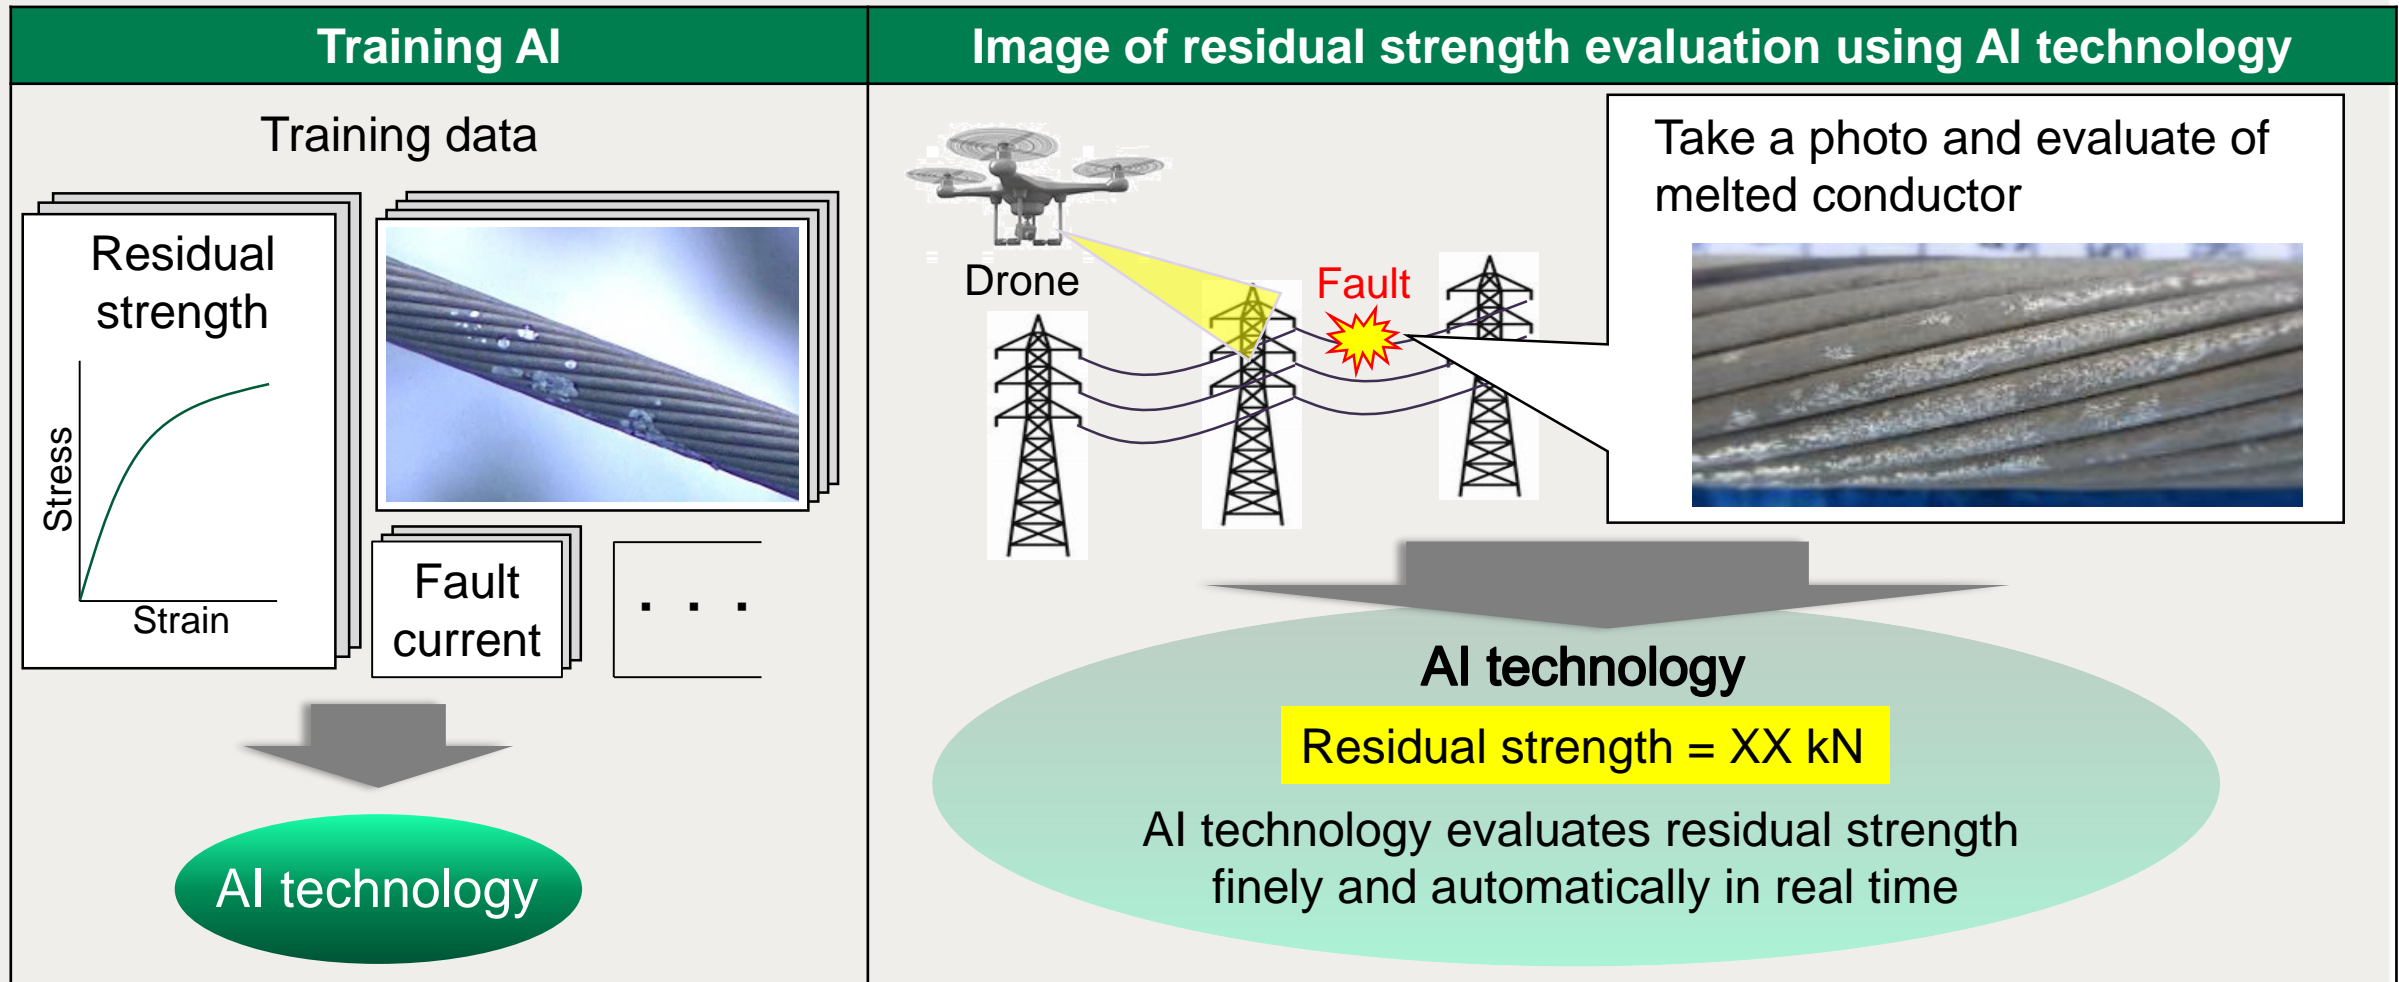 Training AI
Training data
Residual
strength
Stress
Strain
Fault
current
. . .
AI technology
Image of residual strength evaluation using AI technology
Drone
Fault
Take a photo and evaluate of
melted conductor
AI technology
Residual strength = XX kN
AI technology evaluates residual strength
finely and automatically in real time